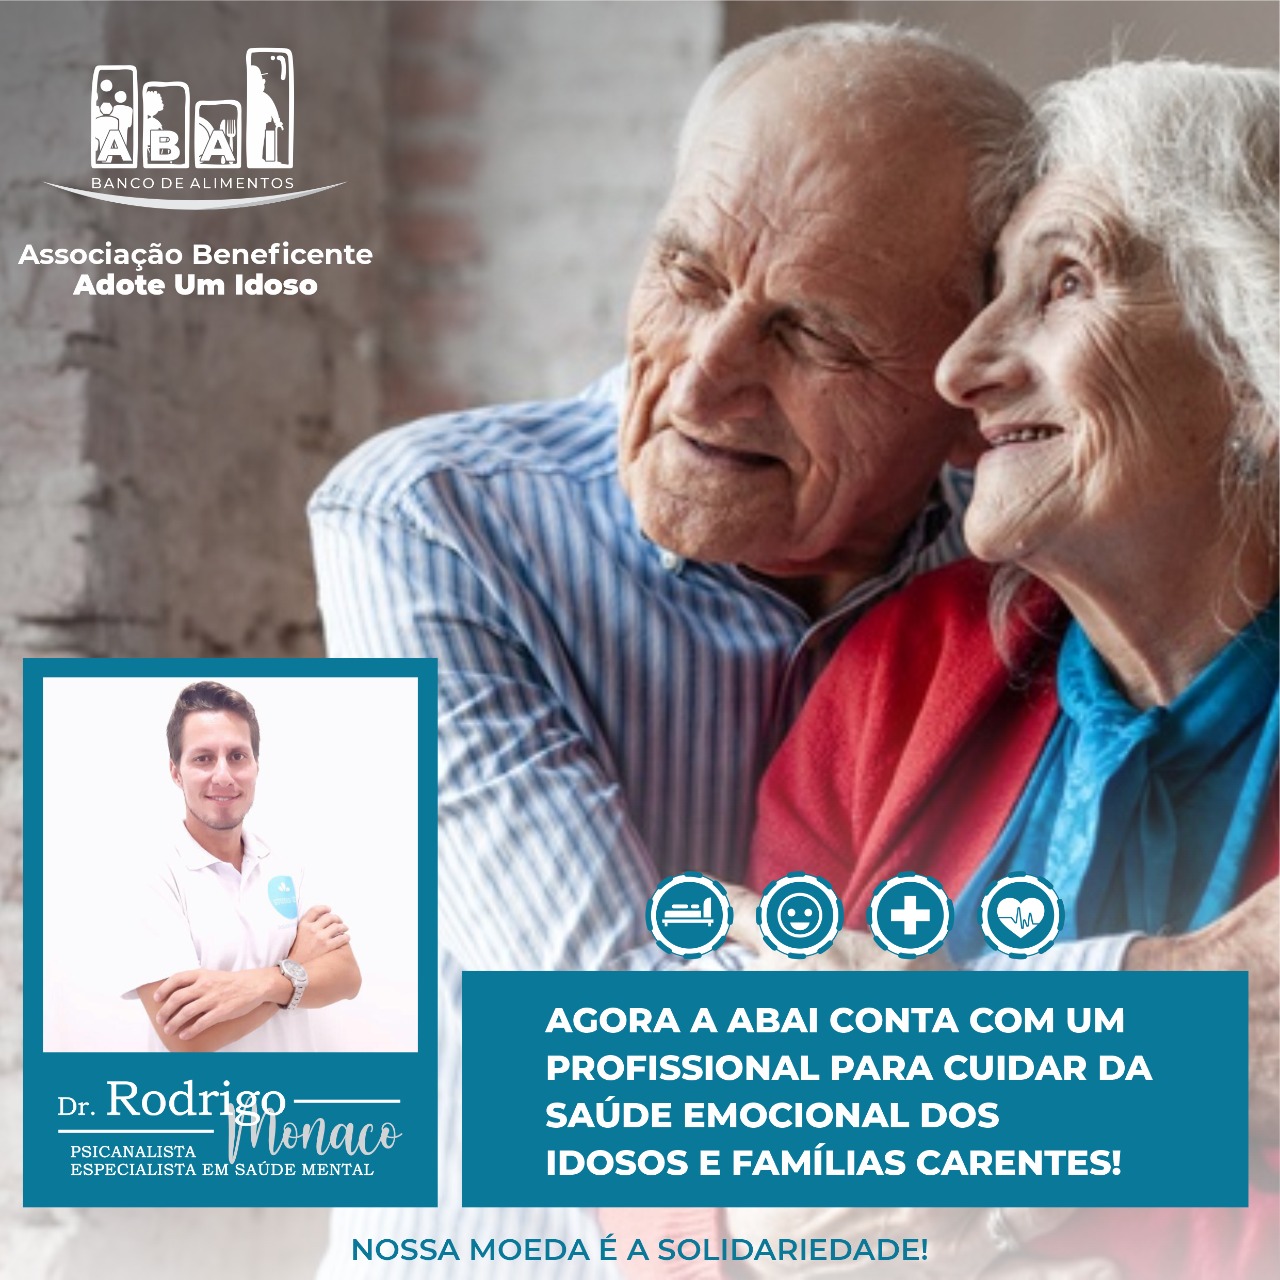 ABAI
BANCO DE ALIMENTOS
Associação Beneficente
Adote Um Idoso
Dr. Rodrigo
Monaco
PSICANALISTA
ESPECIALISTA EM SAÚDE MENTAL
AGORA A ABAI CONTA COM UM
PROFISSIONAL PARA CUIDAR DA
SAÚDE EMOCIONAL DOS
IDOSOS E FAMÍLIAS CARENTES!
NOSSA MOEDA É A SOLIDARIEDADE!